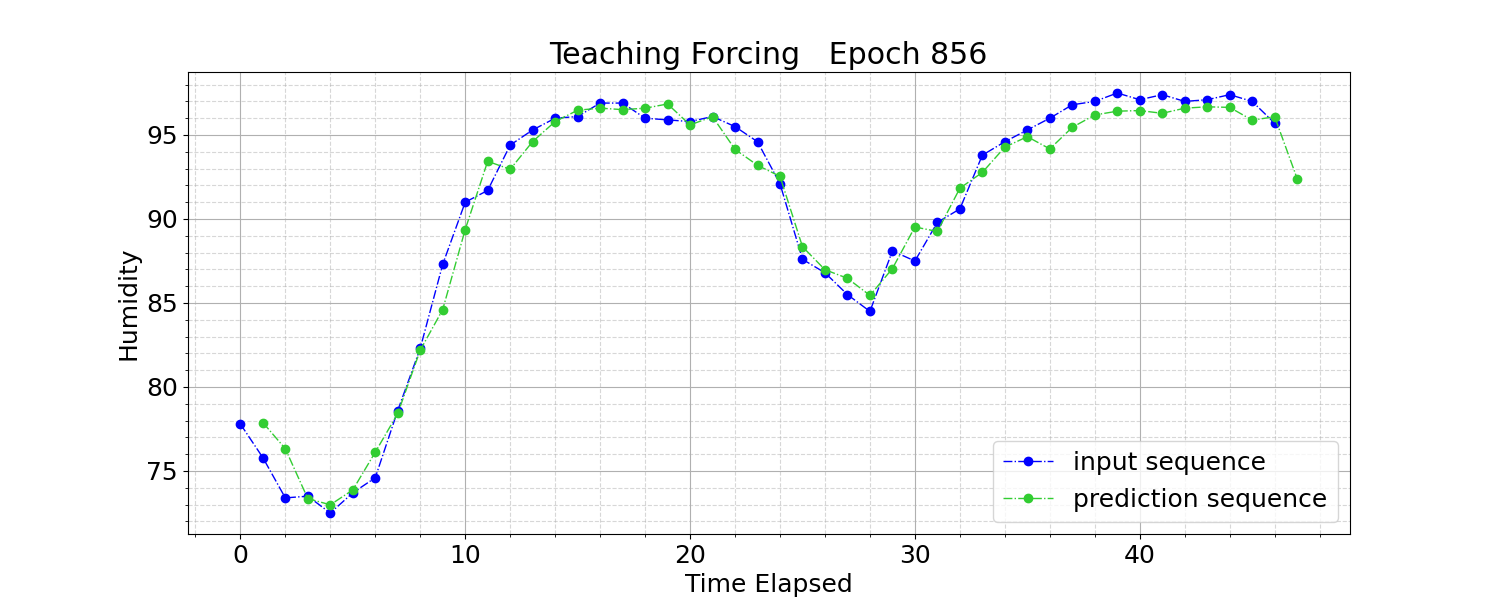 Teaching Forcing   Epoch 856
Humidity
95
90
85
80
75
input sequence
prediction sequence
0 10 20 30 40
Time Elapsed